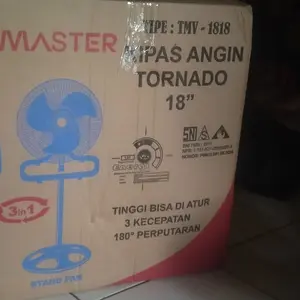 MASTER
TIPE : TMV - 1818
KIPAS ANGIN
TORNADO
18"
SNI
3 in 1
TINGGI BISA DI ATUR
3 KECEPATAN
180° PERPUTARAN
STAND FAN